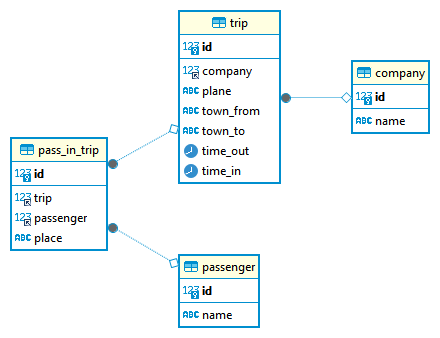 trip
123 id
123 company
ABC plane
ABC town_from
ABC town_to
time_out
time_in
company
123 id
ABC name
pass_in_trip
123 id
123 trip
123 passenger
ABC place
passenger
123 id
ABC name